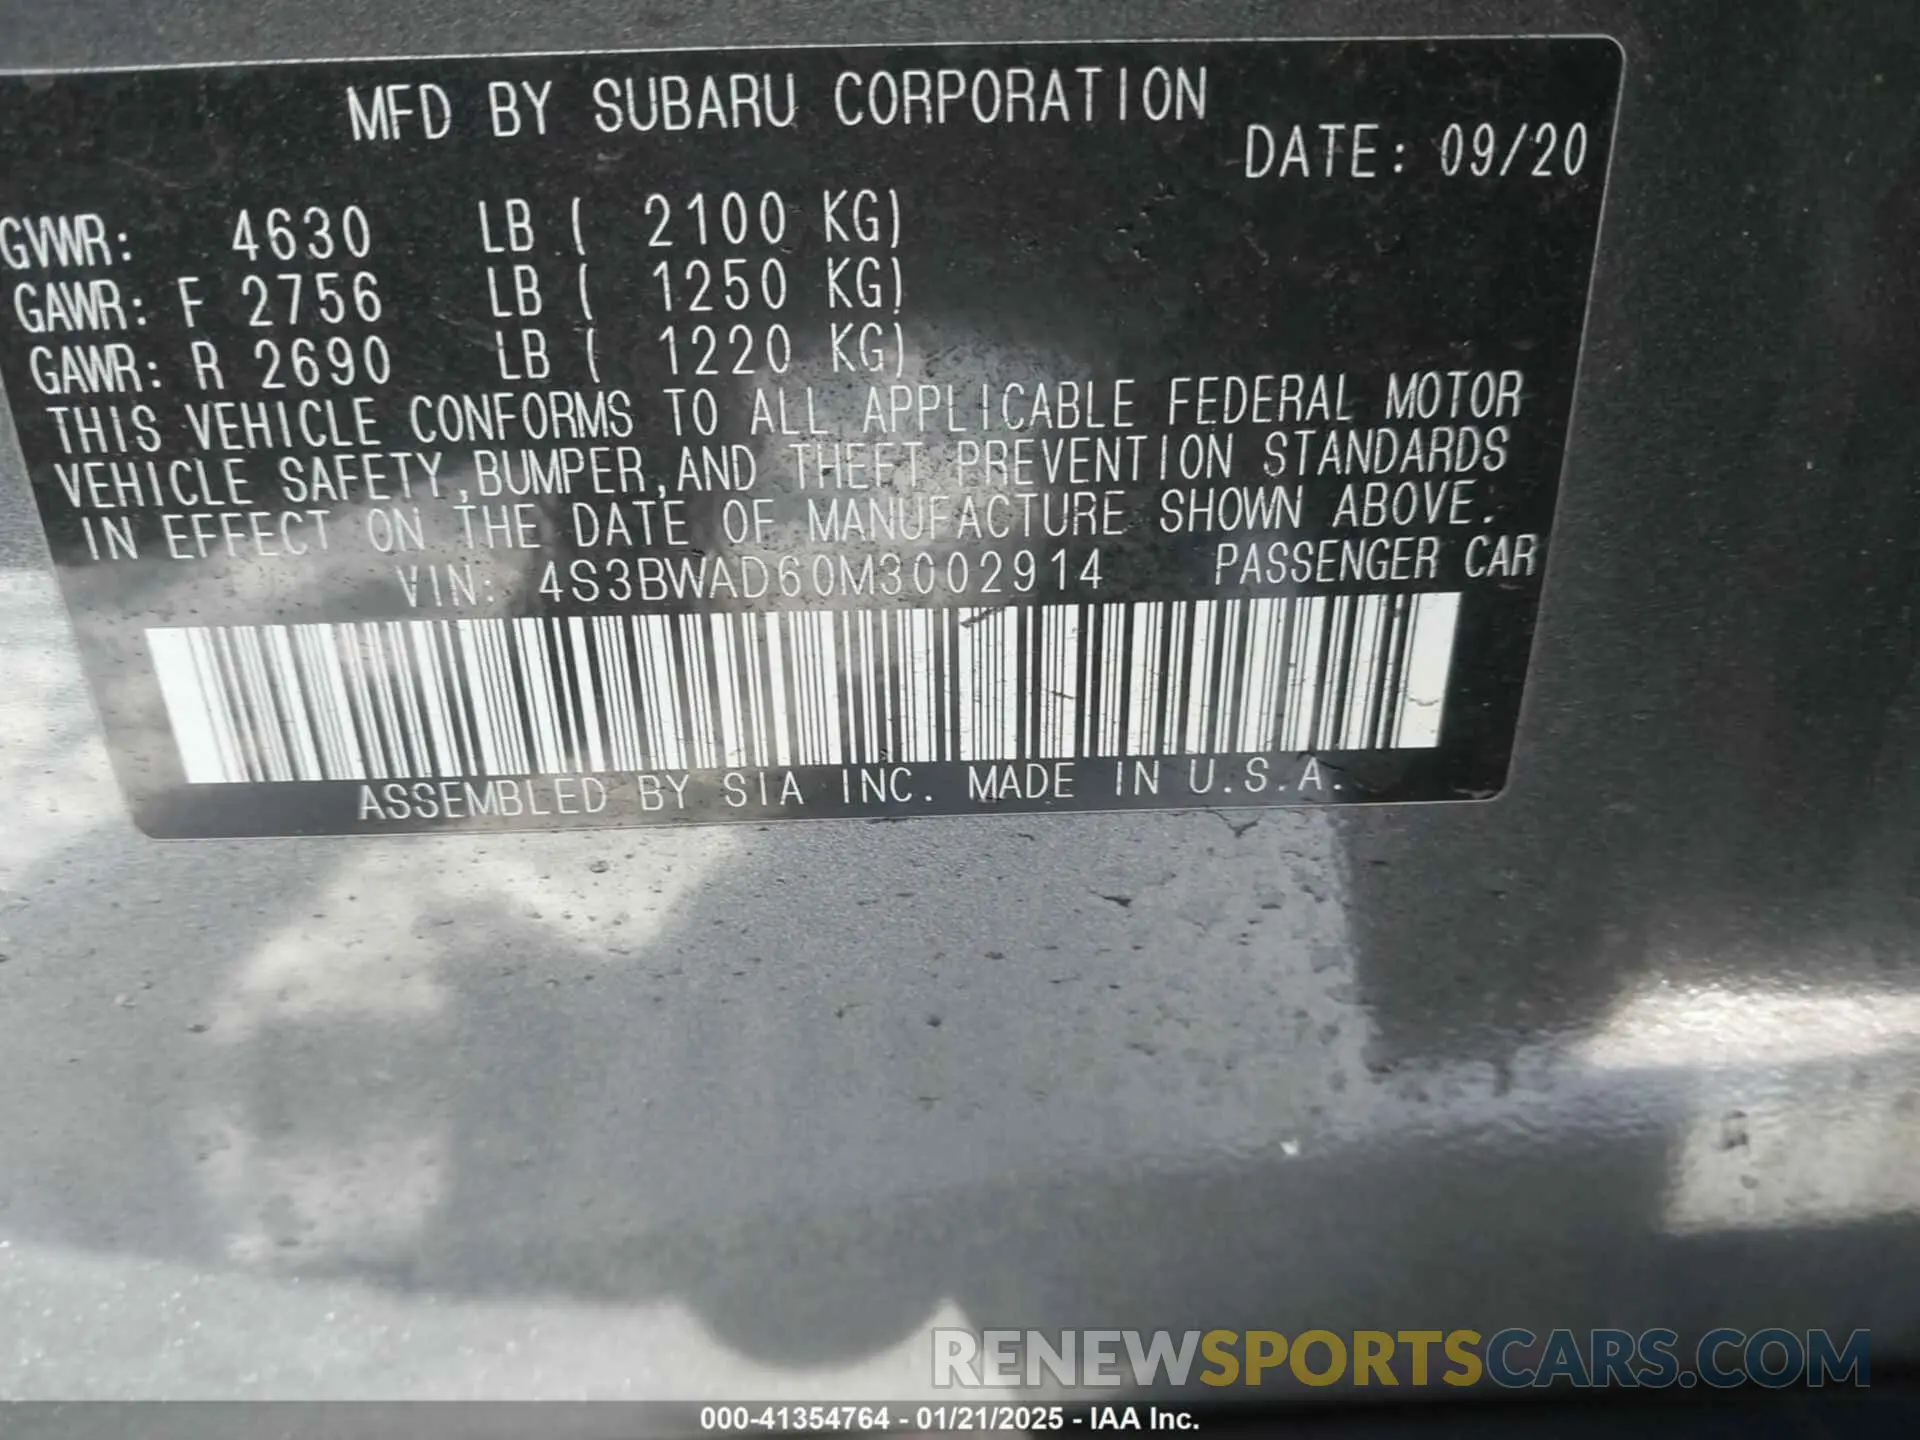 MFD BY SUBARU CORPORATION
DATE: 09/20
GVWR: 4630 LB ( 2100 KG)
GAWR: F 2756 LB ( 1250 KG)
GAWR: R 2690 LB ( 1220 KG)
THIS VEHICLE CONFORMS TO ALL APPLICABLE FEDERAL MOTOR
VEHICLE SAFETY,BUMPER,AND THEFT PREVENTION STANDARDS
IN EFFECT ON THE DATE OF MANUFACTURE SHOWN ABOVE.
VIN: 4S3BWAD60M3002914 PASSENGER CAR
ASSEMBLED BY SIA INC. MADE IN U.S.A.
RENEWSPORTSCARS.COM
000-41354764 - 01/21/2025 - IAA Inc.